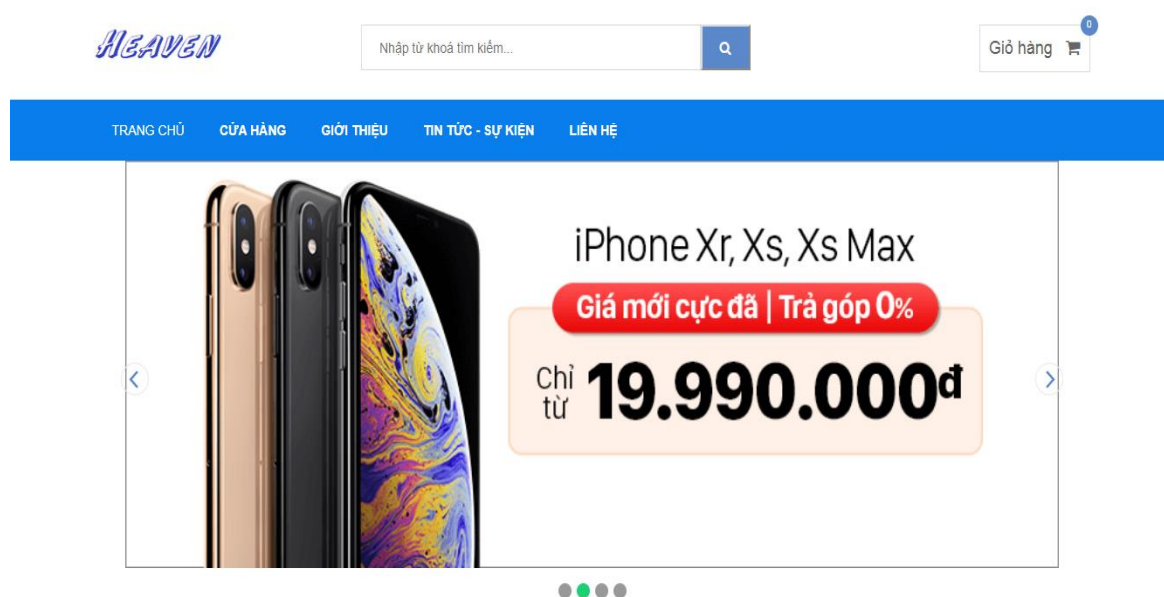 HEAVEN
Nhập từ khoá tìm kiếm...
Giỏ hàng
0
TRANG CHỦ CỬA HÀNG GIỚI THIỆU TIN TỨC - SỰ KIỆN LIÊN HỆ
iPhone Xr, Xs, Xs Max
Giá mới cực đã | Trả góp 0%
Chỉ từ 19.990.000đ